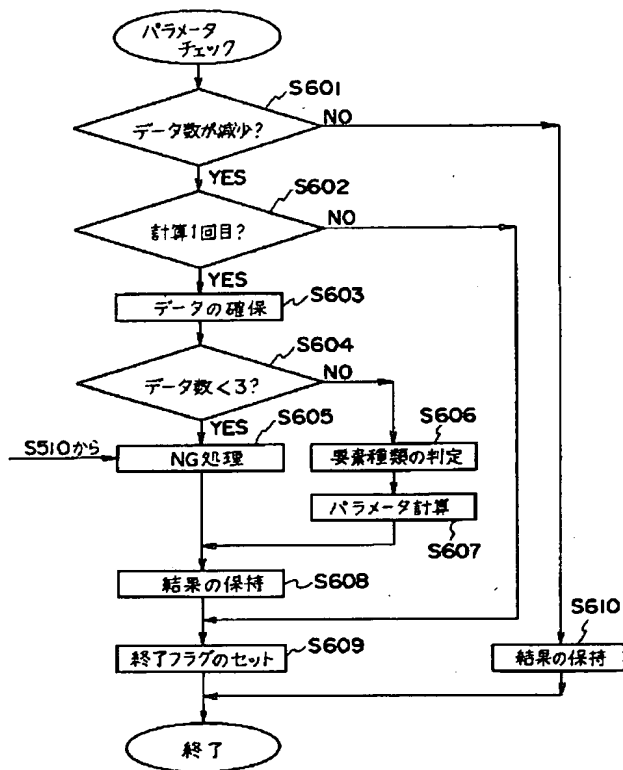 パラメータ
チェック
S601
データ数が減少?
NO
YES
S602
計算1回目?
NO
YES
データの確保
S603
S604
データ数<3?
NO
YES
S605
S606
S510から
NG処理
要素種類の判定
パラメータ計算
S607
結果の保持
S608
S610
終了フラグのセット
S609
結果の保持
終了